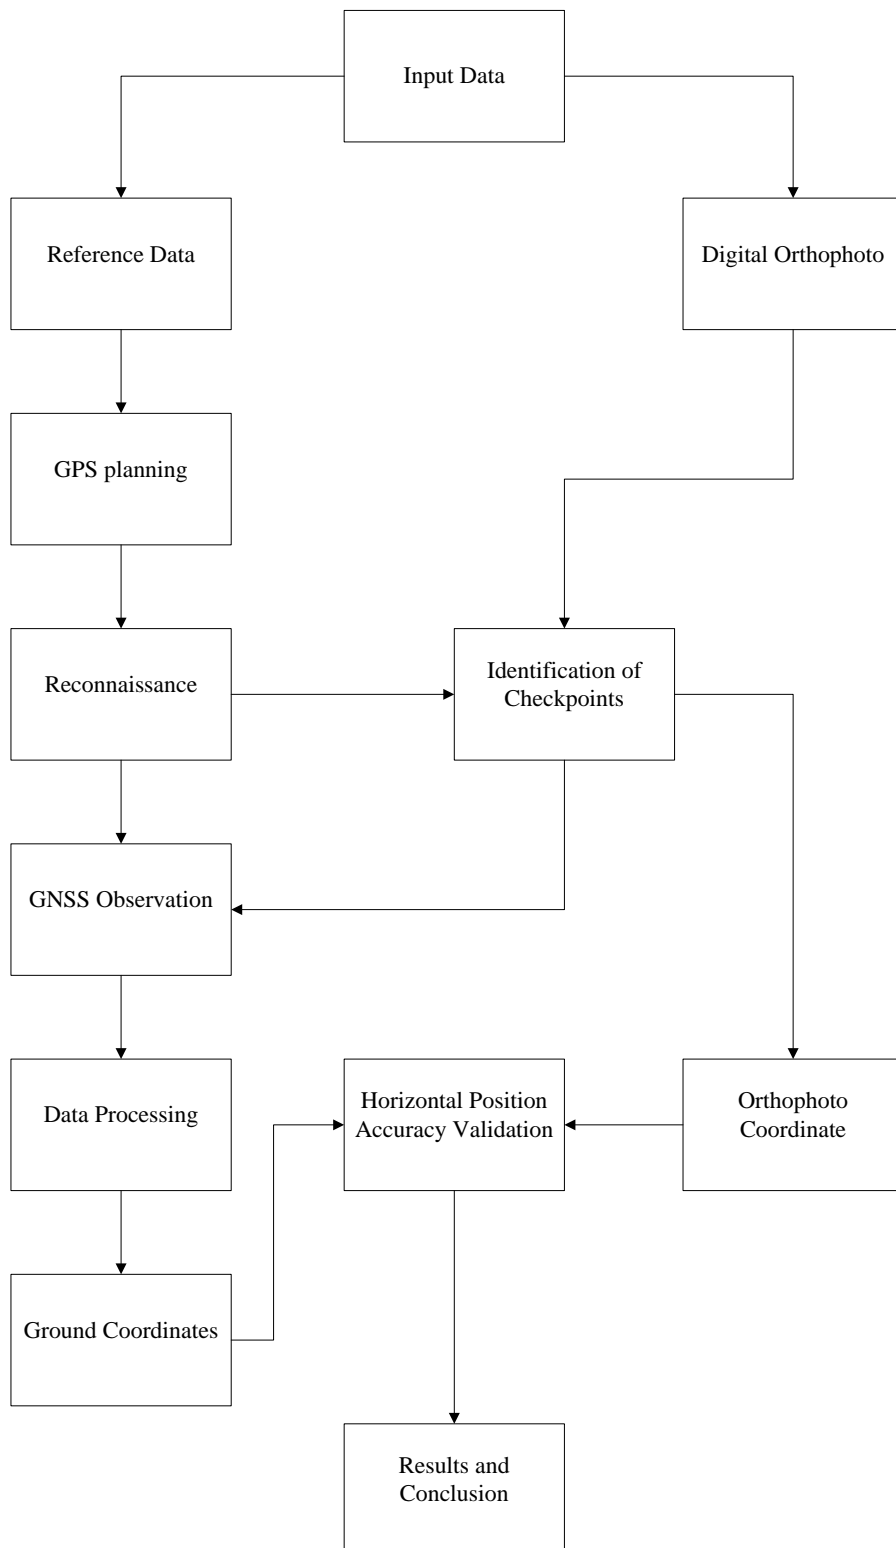 Input Data
Reference Data
Digital Orthophoto
GPS planning
Reconnaissance
Identification of
Checkpoints
GNSS Observation
Data Processing
Horizontal Position
Accuracy Validation
Orthophoto
Coordinate
Ground Coordinates
Results and
Conclusion